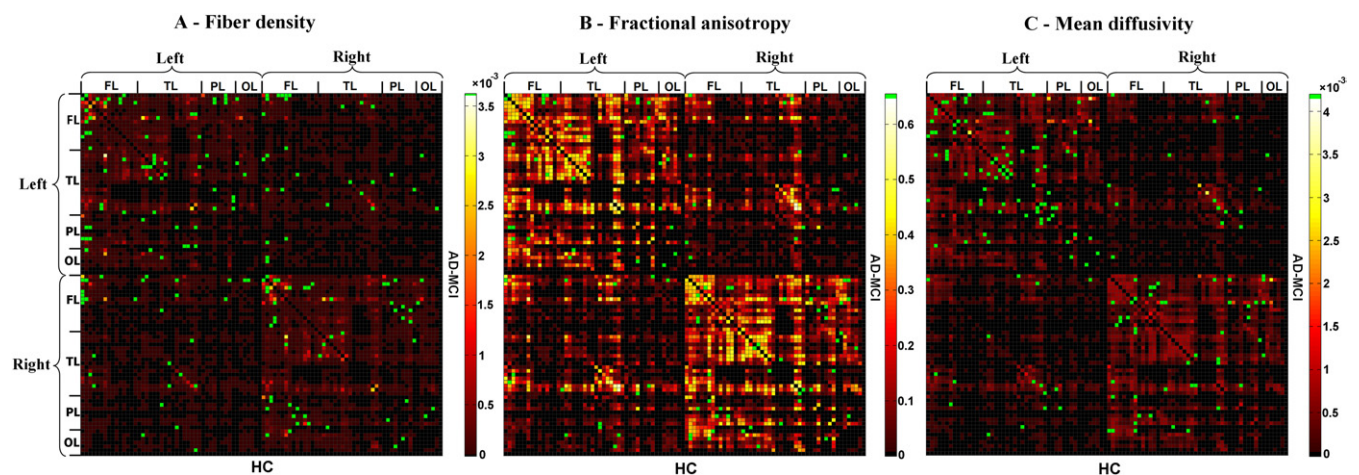 A - Fiber density
Left
Right
FL TL PL OL FL TL PL OL
Left
FL
TL
PL
OL
Right
FL
TL
PL
OL
HC
AD-MCI
×10⁻³
3.5
3
2.5
2
1.5
1
0.5
0
B - Fractional anisotropy
Left
Right
FL TL PL OL FL TL PL OL
HC
AD-MCI
0.6
0.5
0.4
0.3
0.2
0.1
0
C - Mean diffusivity
Left
Right
FL TL PL OL FL TL PL OL
HC
AD-MCI
×10⁻³
4
3.5
3
2.5
2
1.5
1
0.5
0